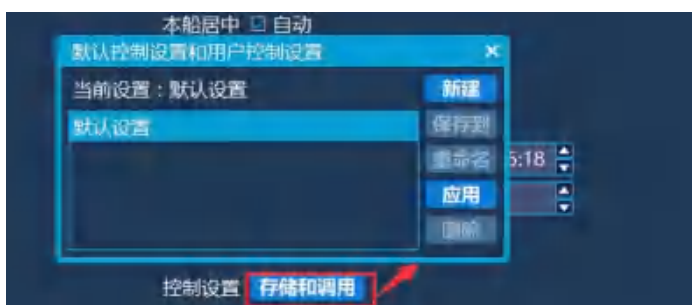 本船居中 自动
默认控制设置和用户控制设置 ×
当前设置：默认设置
新建
默认设置
保存到
重命名
5:18
应用
删除
控制设置 存储和调用